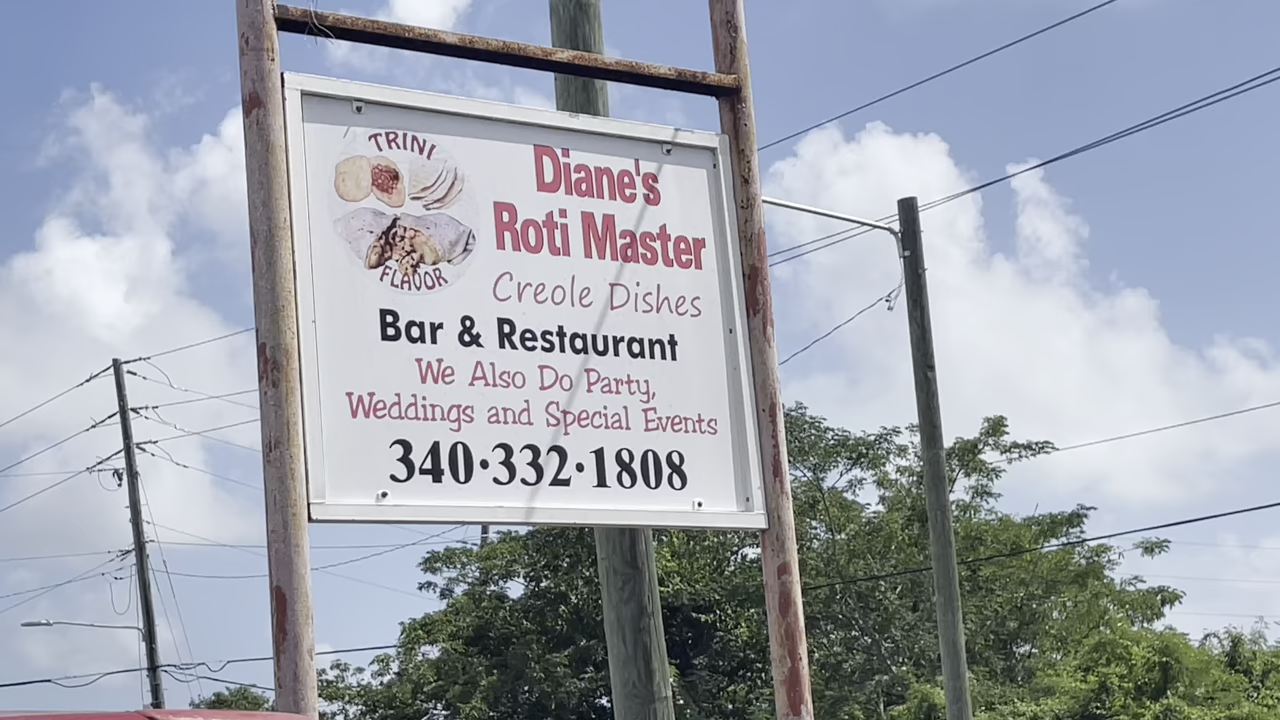 TRINI
FLAVOR
Diane's
Roti Master
Creole Dishes
Bar & Restaurant
We Also Do Party,
Weddings and Special Events
340·332·1808